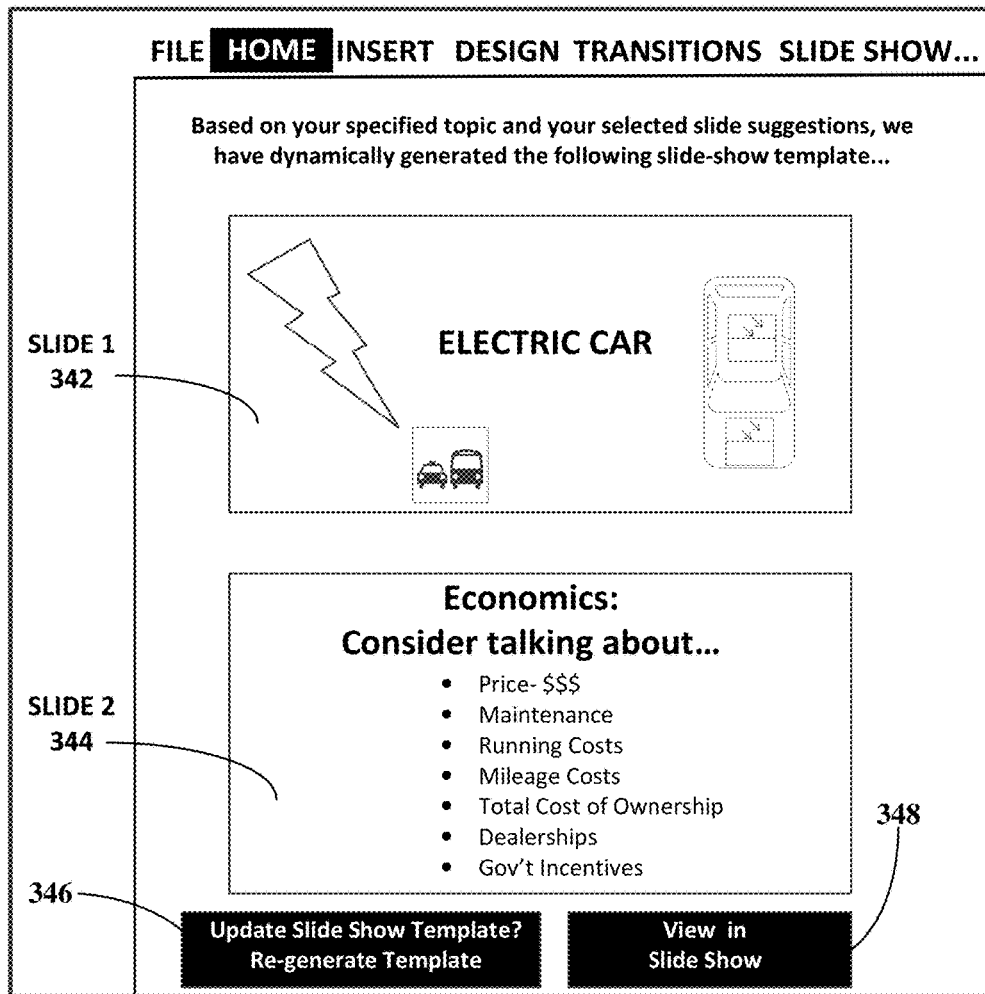 FILE HOME INSERT DESIGN TRANSITIONS SLIDE SHOW...
Based on your specified topic and your selected slide suggestions, we
have dynamically generated the following slide-show template...
SLIDE 1
342
ELECTRIC CAR
SLIDE 2
344
Economics:
Consider talking about...
• Price- $$$
• Maintenance
• Running Costs
• Mileage Costs
• Total Cost of Ownership
• Dealerships
• Gov't Incentives
346
348
Update Slide Show Template?
Re-generate Template
View in
Slide Show